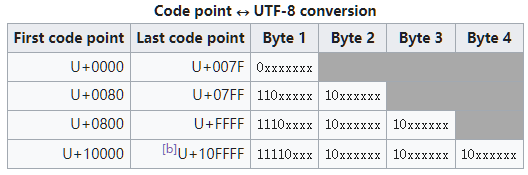 Code point ↔ UTF-8 conversion
First code point Last code point Byte 1 Byte 2 Byte 3 Byte 4
U+0000 U+007F 0xxxxxxx
U+0080 U+07FF 110xxxxx 10xxxxxx
U+0800 U+FFFF 1110xxxx 10xxxxxx 10xxxxxx
U+10000 [b]U+10FFFF 11110xxx 10xxxxxx 10xxxxxx 10xxxxxx